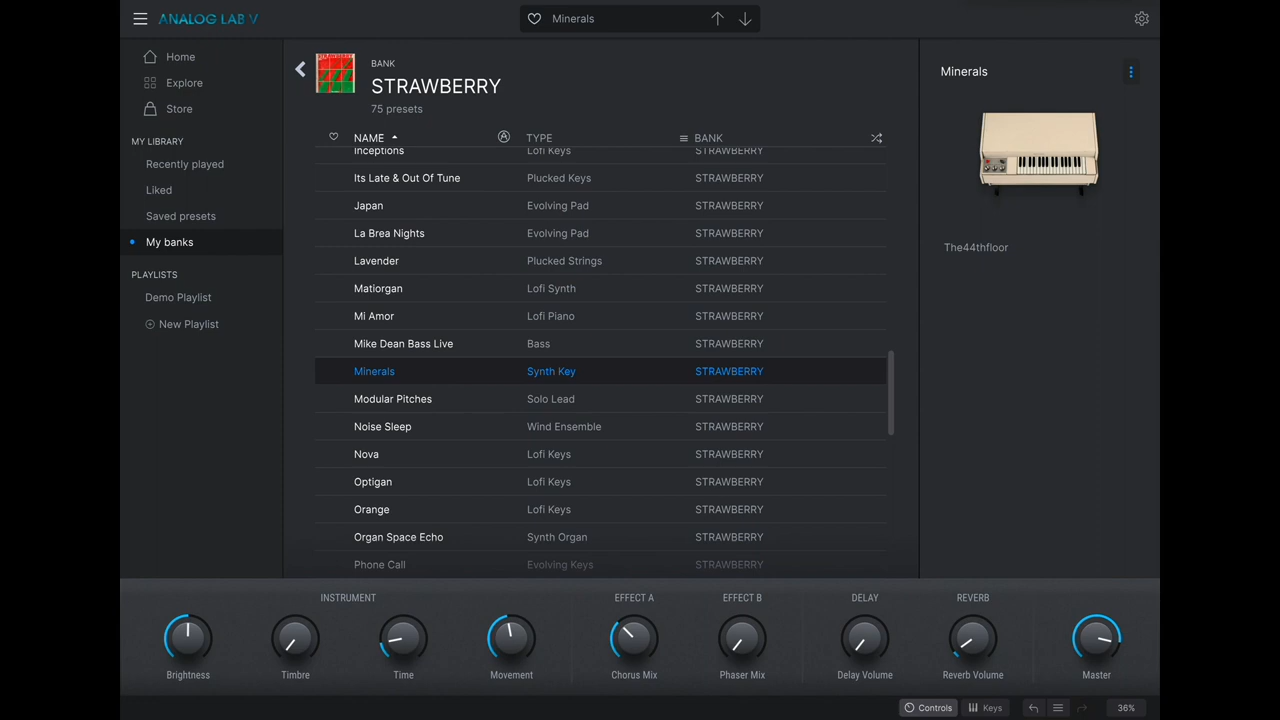 ANALOG LAB V
Minerals
Home
Explore
Store
MY LIBRARY
Recently played
Liked
Saved presets
My banks
PLAYLISTS
Demo Playlist
New Playlist
BANK
STRAWBERRY
75 presets
NAME TYPE BANK
Inceptions Lofi Keys STRAWBERRY
Its Late & Out Of Tune Plucked Keys STRAWBERRY
Japan Evolving Pad STRAWBERRY
La Brea Nights Evolving Pad STRAWBERRY
Lavender Plucked Strings STRAWBERRY
Matiorgan Lofi Synth STRAWBERRY
Mi Amor Lofi Piano STRAWBERRY
Mike Dean Bass Live Bass STRAWBERRY
Minerals Synth Key STRAWBERRY
Modular Pitches Solo Lead STRAWBERRY
Noise Sleep Wind Ensemble STRAWBERRY
Nova Lofi Keys STRAWBERRY
Optigan Lofi Keys STRAWBERRY
Orange Lofi Keys STRAWBERRY
Organ Space Echo Synth Organ STRAWBERRY
Phone Call Evolving Keys STRAWBERRY
Minerals
The44thfloor
INSTRUMENT EFFECT A EFFECT B DELAY REVERB
Brightness Timbre Time Movement Chorus Mix Phaser Mix Delay Volume Reverb Volume Master
Controls Keys 36%